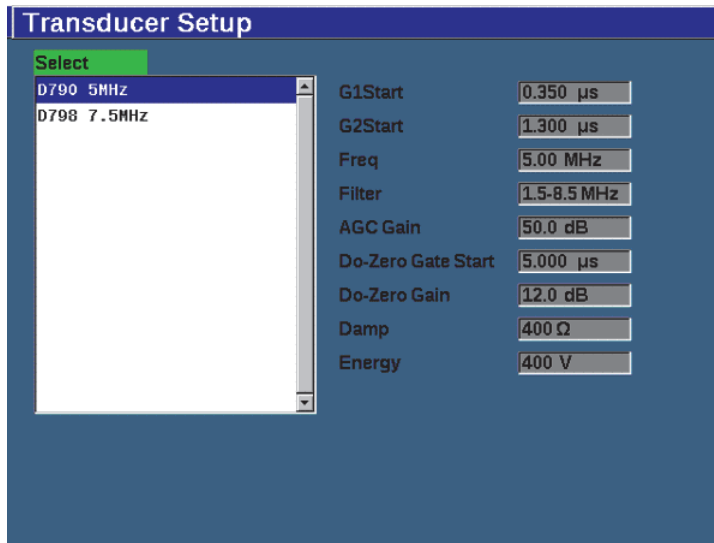 Transducer Setup
Select
D790 5MHz
D798 7.5MHz
G1Start 0.350 µs
G2Start 1.300 µs
Freq 5.00 MHz
Filter 1.5-8.5 MHz
AGC Gain 50.0 dB
Do-Zero Gate Start 5.000 µs
Do-Zero Gain 12.0 dB
Damp 400 Ω
Energy 400 V